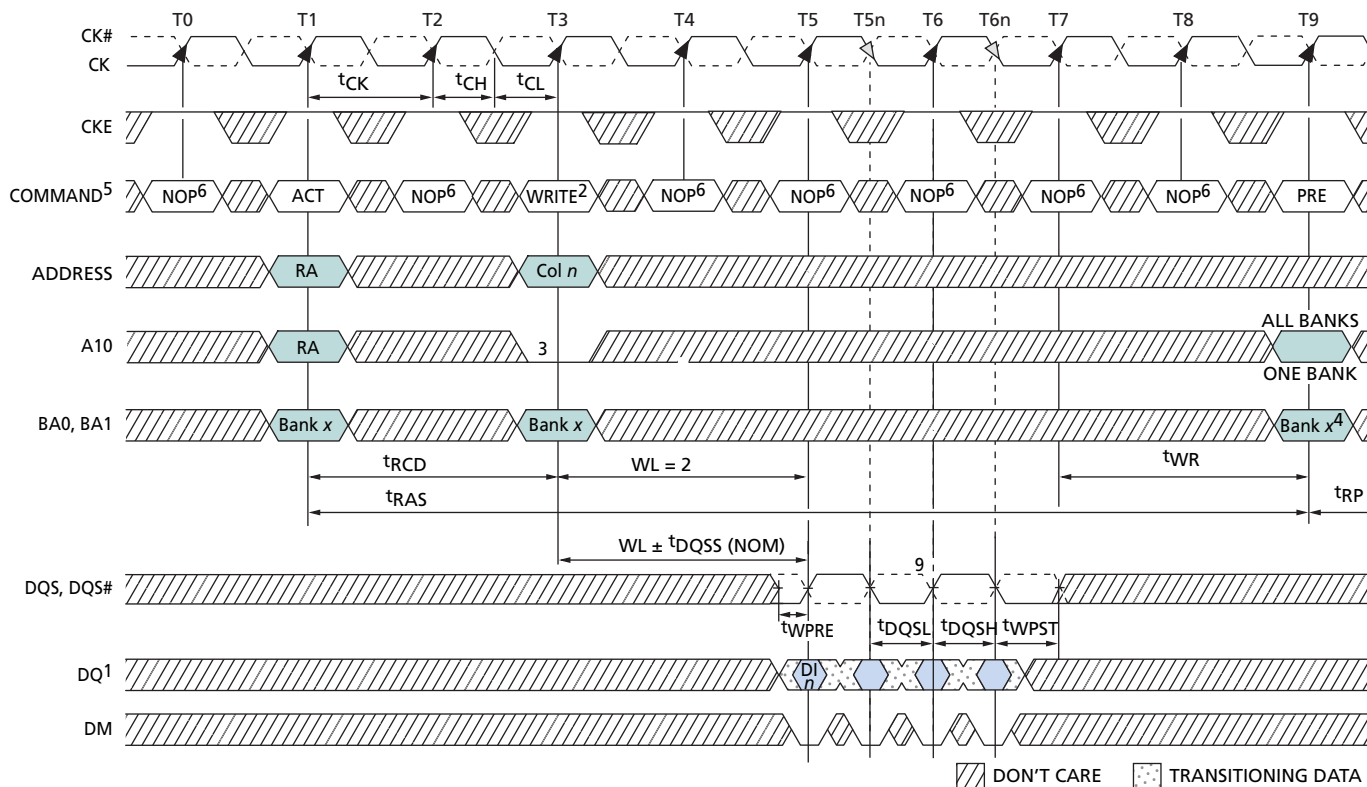 T0 T1 T2 T3 T4 T5 T5n T6 T6n T7 T8 T9
CK#
CK
tCK tCH tCL
CKE
COMMAND5 NOP6 ACT NOP6 WRITE2 NOP6 NOP6 NOP6 NOP6 NOP6 PRE
ADDRESS RA Col n
ALL BANKS
A10 RA 3
ONE BANK
BA0, BA1 Bank x Bank x Bank x4
tRCD WL = 2 tWR
tRAS tRP
WL ± tDQSS (NOM)
9
DQS, DQS#
tWPRE tDQSL tDQSH tWPST
DQ1 DI
n
DM
DON'T CARE TRANSITIONING DATA